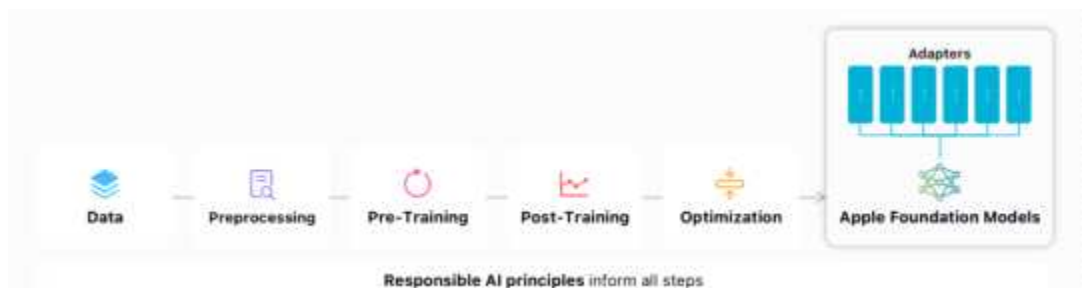 Adapters
Data
Preprocessing
Pre-Training
Post-Training
Optimization
Apple Foundation Models
Responsible AI principles inform all steps